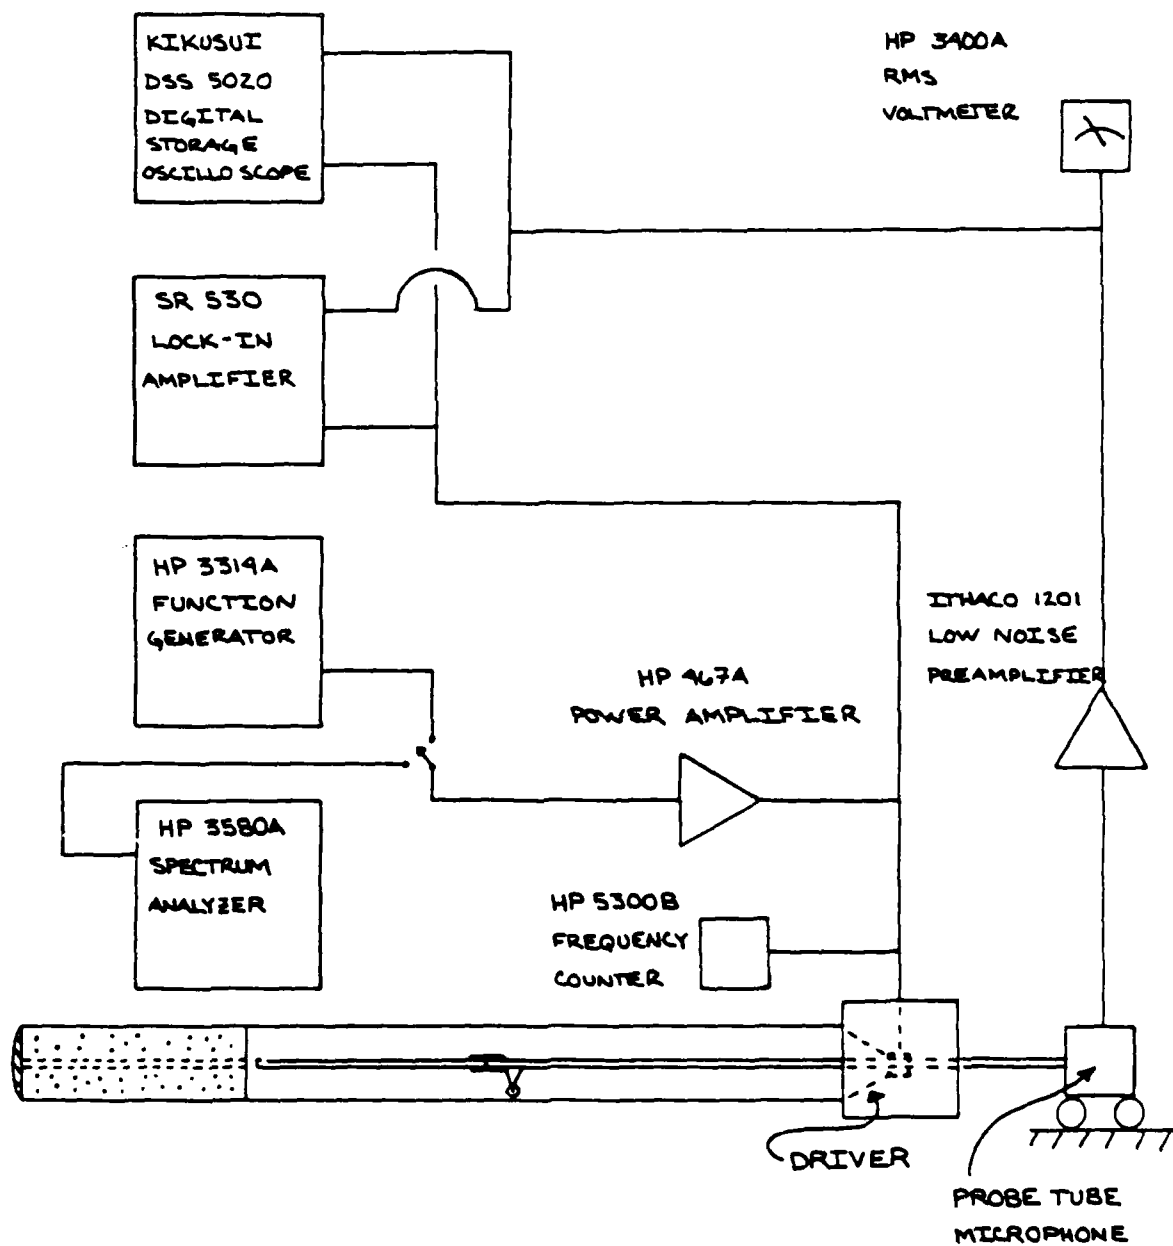 KIKUSUI
DSS 5020
DIGITAL
STORAGE
OSCILLOSCOPE
HP 3400A
RMS
VOLTMETER
SR 530
LOCK-IN
AMPLIFIER
HP 3314A
FUNCTION
GENERATOR
ITHACO 1201
LOW NOISE
PREAMPLIFIER
HP 467A
POWER AMPLIFIER
HP 3580A
SPECTRUM
ANALYZER
HP 5300B
FREQUENCY
COUNTER
DRIVER
PROBE TUBE
MICROPHONE